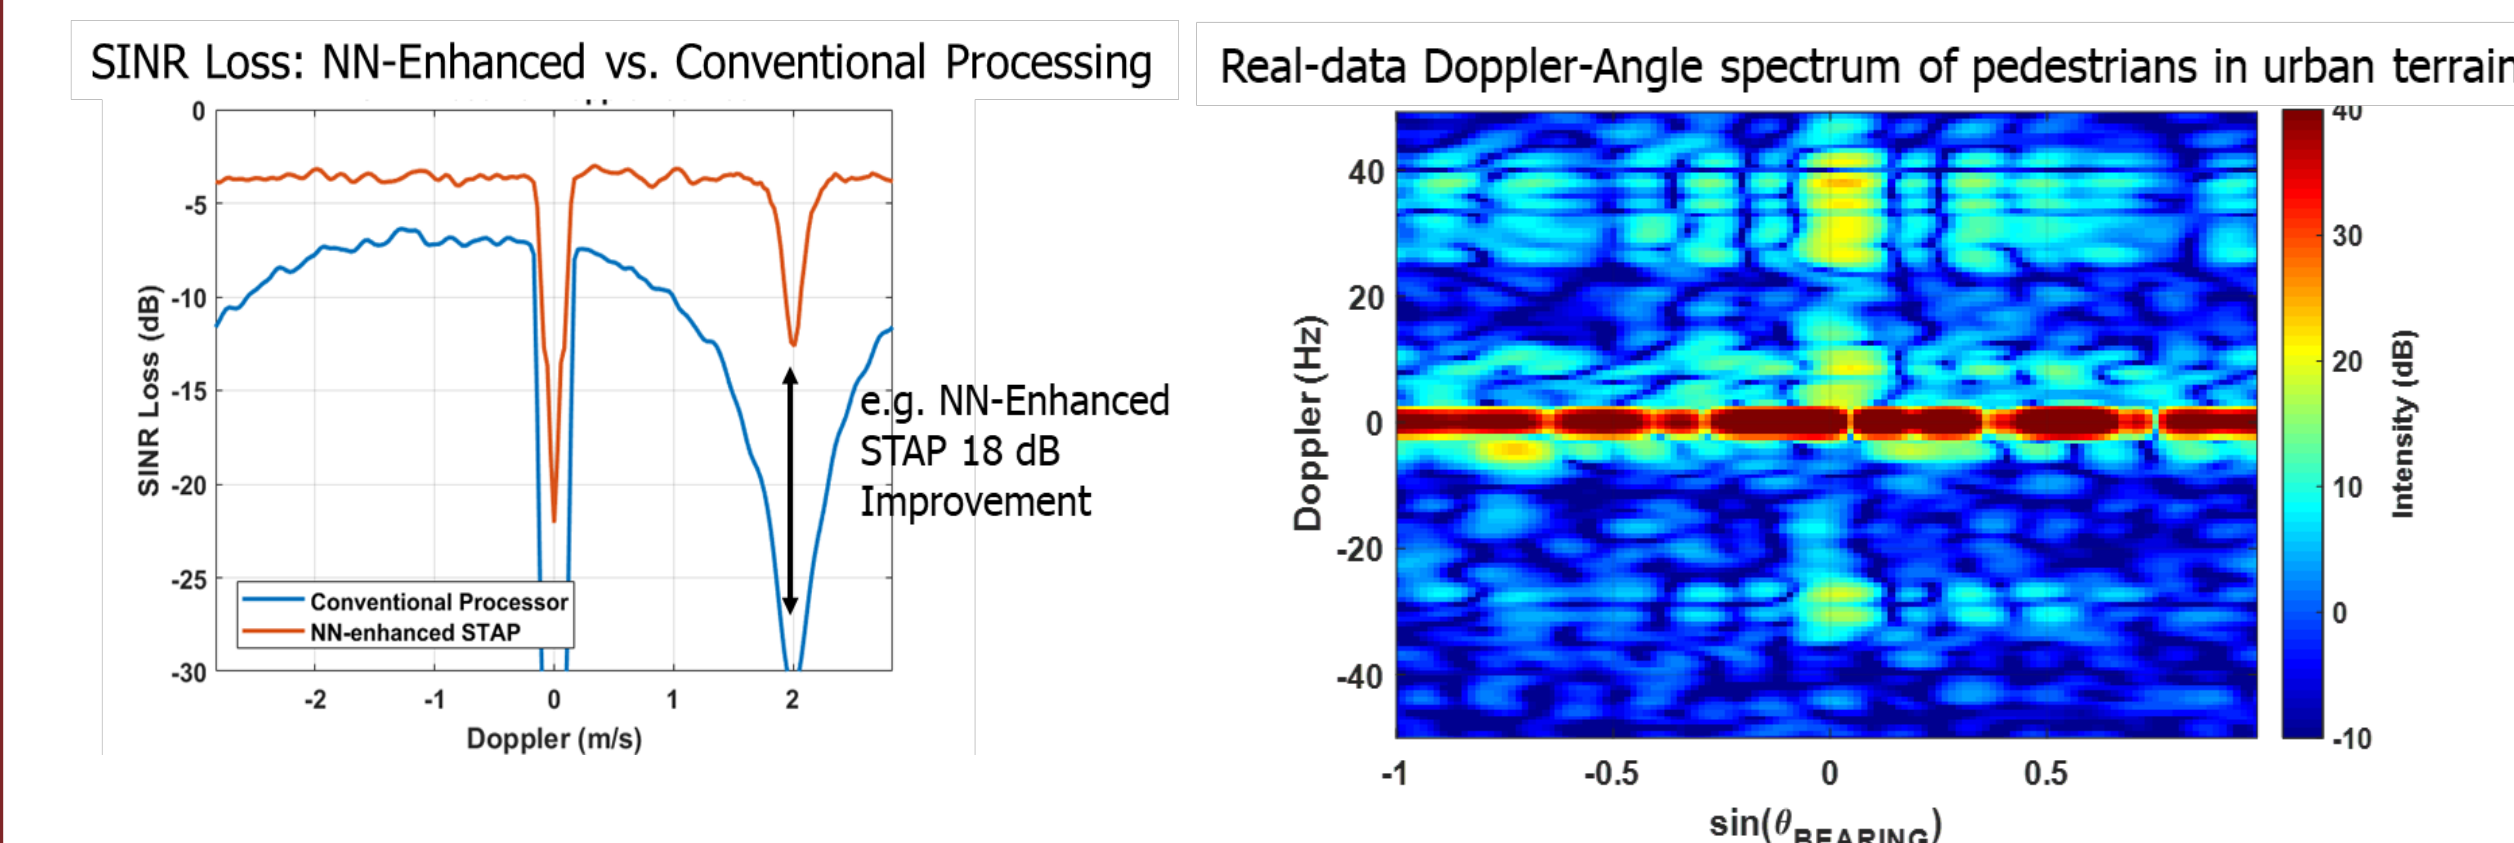 SINR Loss: NN-Enhanced vs. Conventional Processing
0
-5
-10
-15
-20
-25
-30
SINR Loss (dB)
-2
-1
0
1
2
Doppler (m/s)
Conventional Processor
NN-enhanced STAP
e.g. NN-Enhanced
STAP 18 dB
Improvement
Real-data Doppler-Angle spectrum of pedestrians in urban terrain
40
20
0
-20
-40
Doppler (Hz)
-1
-0.5
0
0.5
sin(θBEARING)
40
30
20
10
0
-10
Intensity (dB)